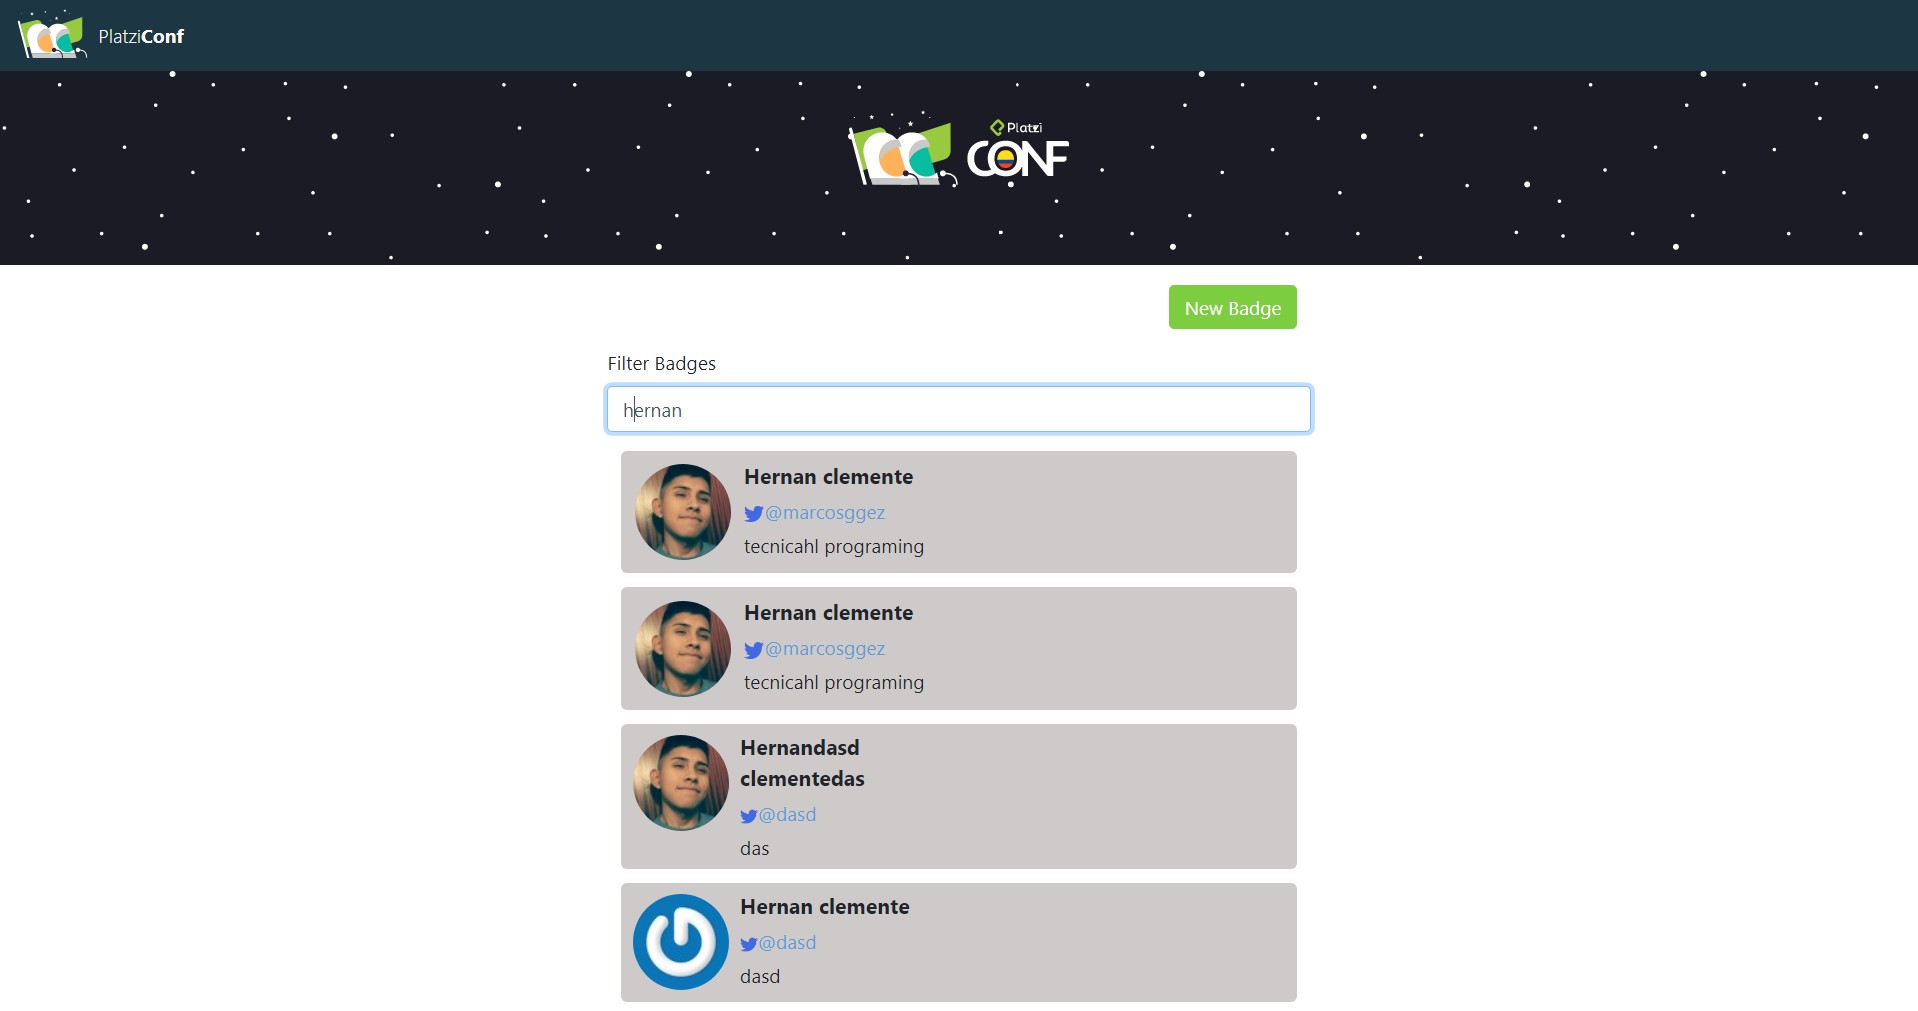 PlatziConf
Platzi
CONF
New Badge
Filter Badges
hernan
Hernan clemente
@marcosggez
tecnicahl programing
Hernan clemente
@marcosggez
tecnicahl programing
Hernandasd
clementedas
@dasd
das
Hernan clemente
@dasd
dasd